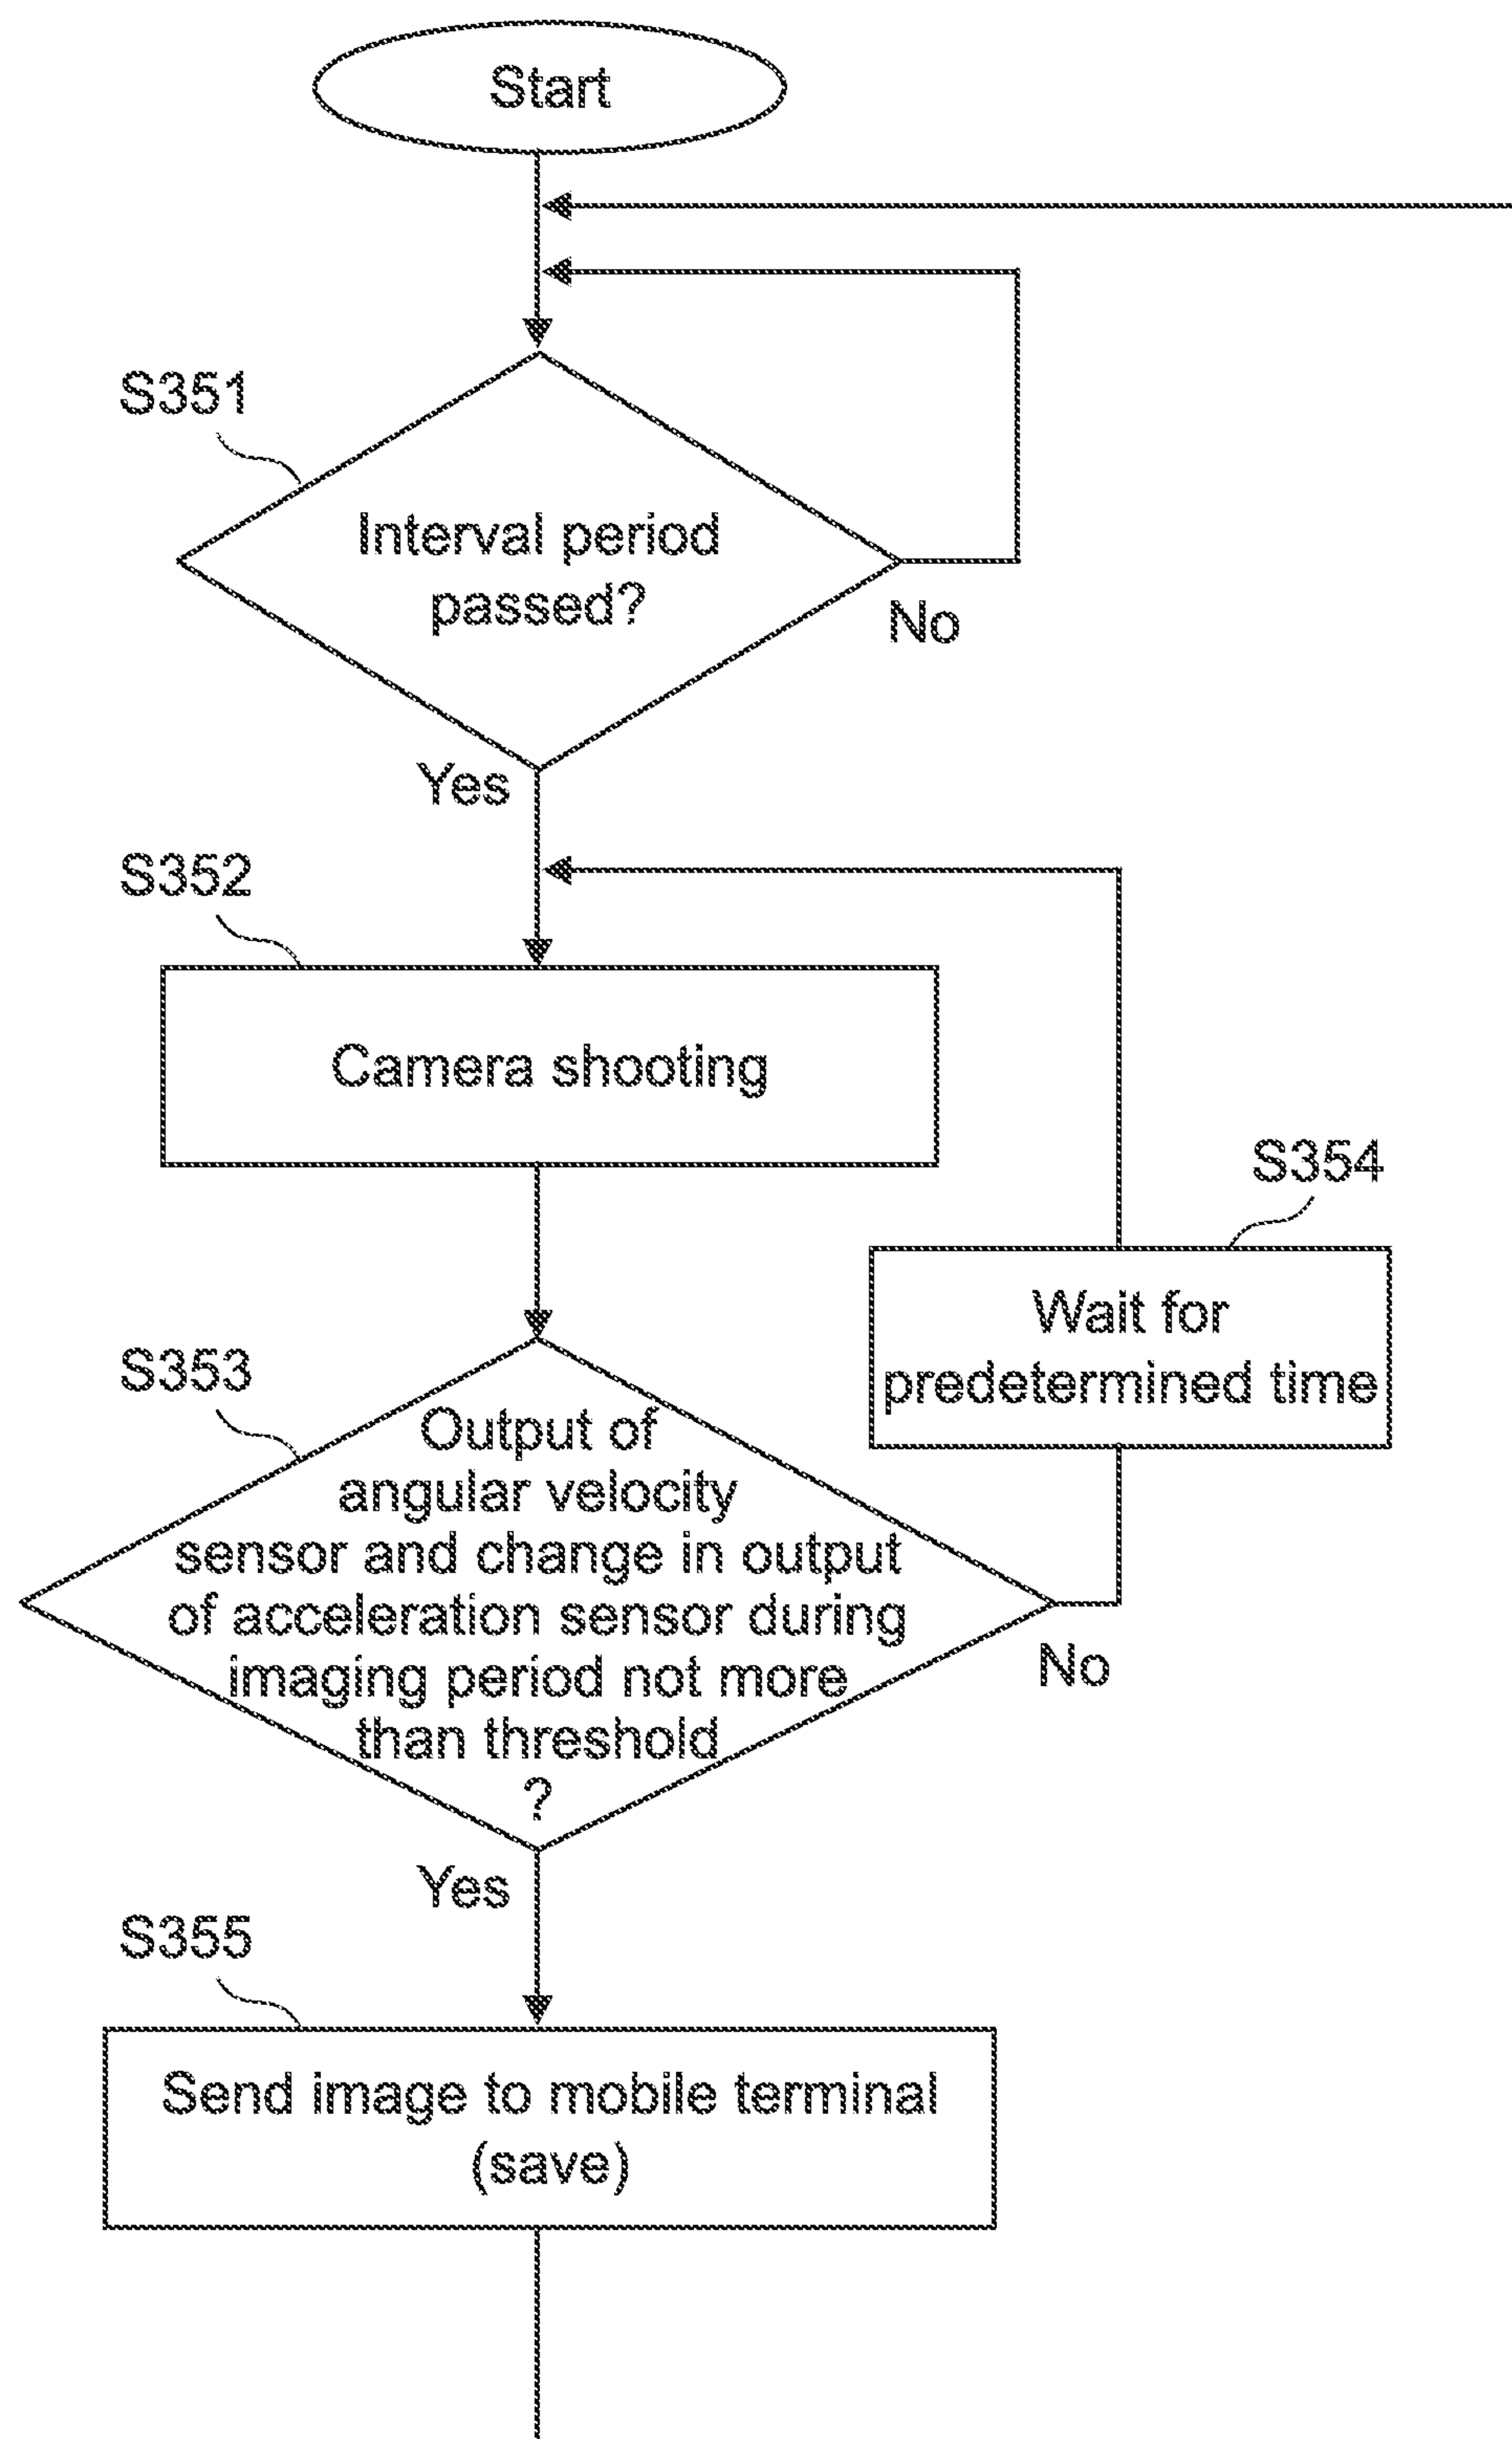 Start
S351
Interval period
passed?
No
Yes
S352
Camera shooting
S354
Wait for
predetermined time
S353
Output of
angular velocity
sensor and change in output
of acceleration sensor during
imaging period not more
than threshold
?
No
Yes
S355
Send image to mobile terminal
(save)